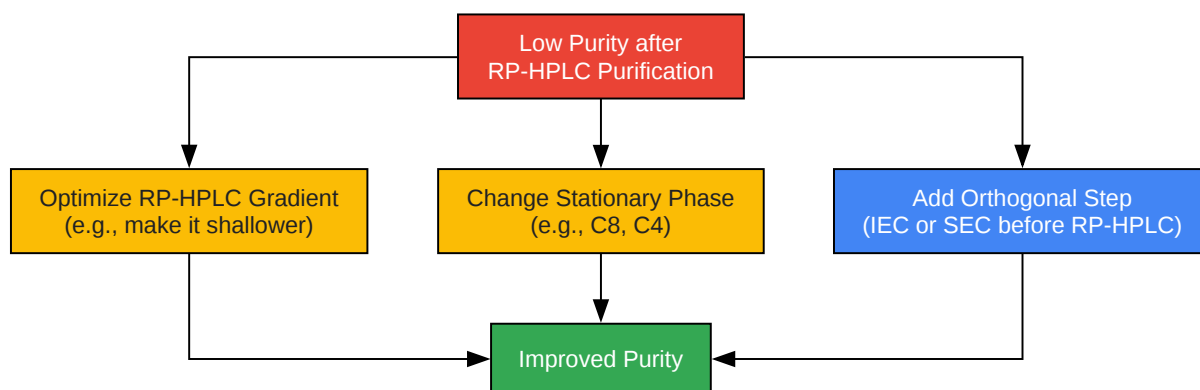 Low Purity after
RP-HPLC Purification
Optimize RP-HPLC Gradient
(e.g., make it shallower)
Change Stationary Phase
(e.g., C8, C4)
Add Orthogonal Step
(IEC or SEC before RP-HPLC)
Improved Purity